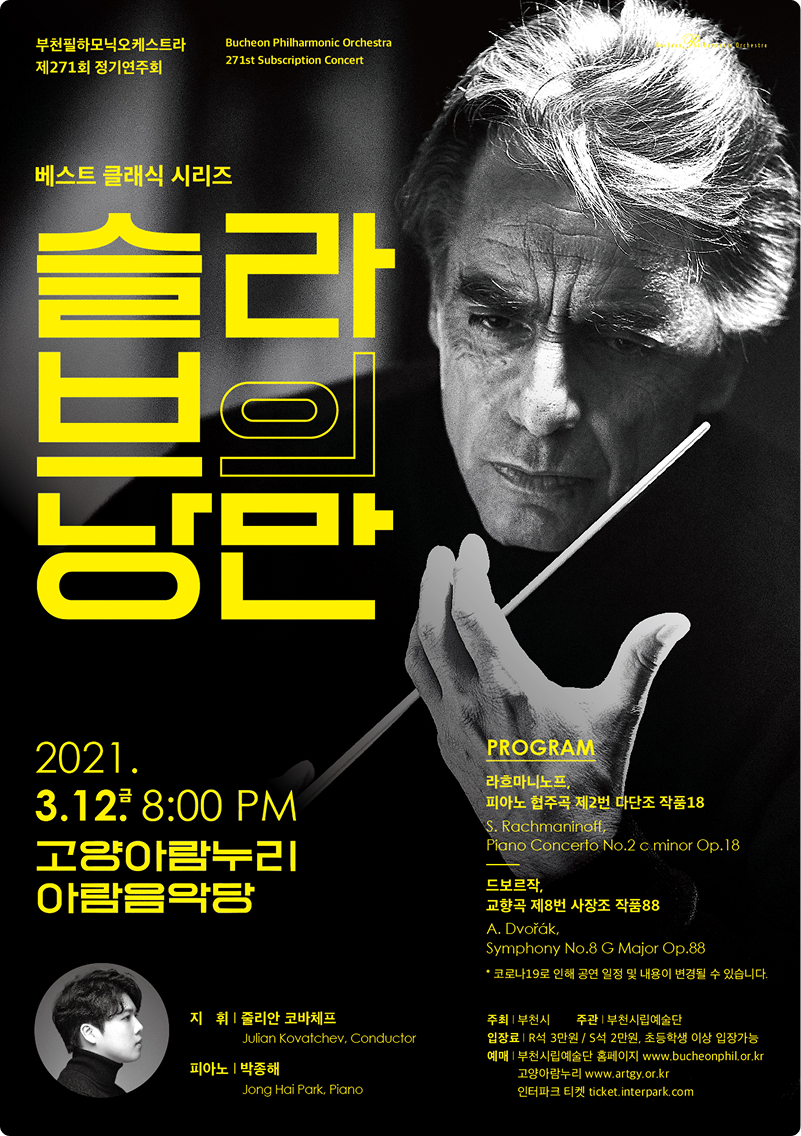 부천필하모닉오케스트라
제271회 정기연주회
Bucheon Philharmonic Orchestra
271st Subscription Concert
베스트 클래식 시리즈
슬라
브의
낭만
2021.
3.12.금 8:00 PM
고양아람누리
아람음악당
PROGRAM
라흐마니노프,
피아노 협주곡 제2번 다단조 작품18
S. Rachmaninoff,
Piano Concerto No.2 c minor Op.18
드보르작,
교향곡 제8번 사장조 작품88
A. Dvořák,
Symphony No.8 G Major Op.88
* 코로나19로 인해 공연 일정 및 내용이 변경될 수 있습니다.
지 휘 | 줄리안 코바체프
Julian Kovatchev, Conductor
피아노 | 박종해
Jong Hai Park, Piano
주최 | 부천시 주관 | 부천시립예술단
입장료 | R석 3만원 / S석 2만원, 초등학생 이상 입장가능
예매 | 부천시립예술단 홈페이지 www.bucheonphil.or.kr
고양아람누리 www.artgy.or.kr
인터파크 티켓 ticket.interpark.com